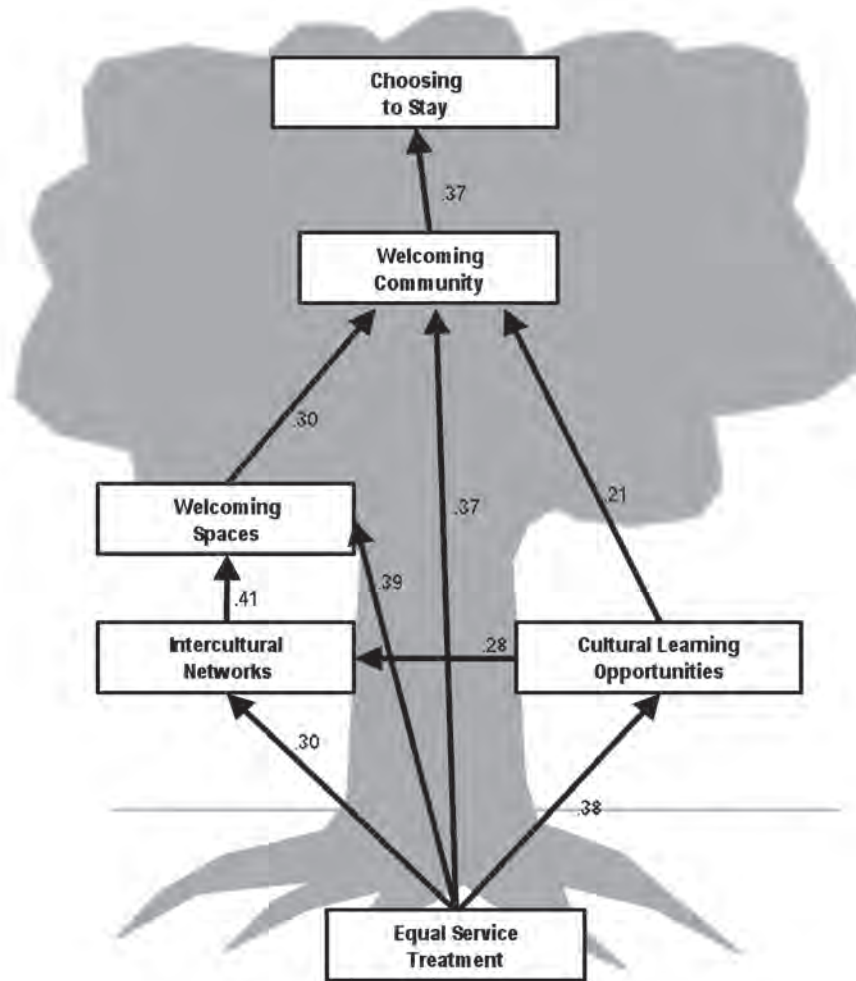 Choosing
to Stay
.37
Welcoming
Community
.30
.37
.21
Welcoming
Spaces
.39
.41
Intercultural
Networks
.28
Cultural Learning
Opportunities
.30
.38
Equal Service
Treatment